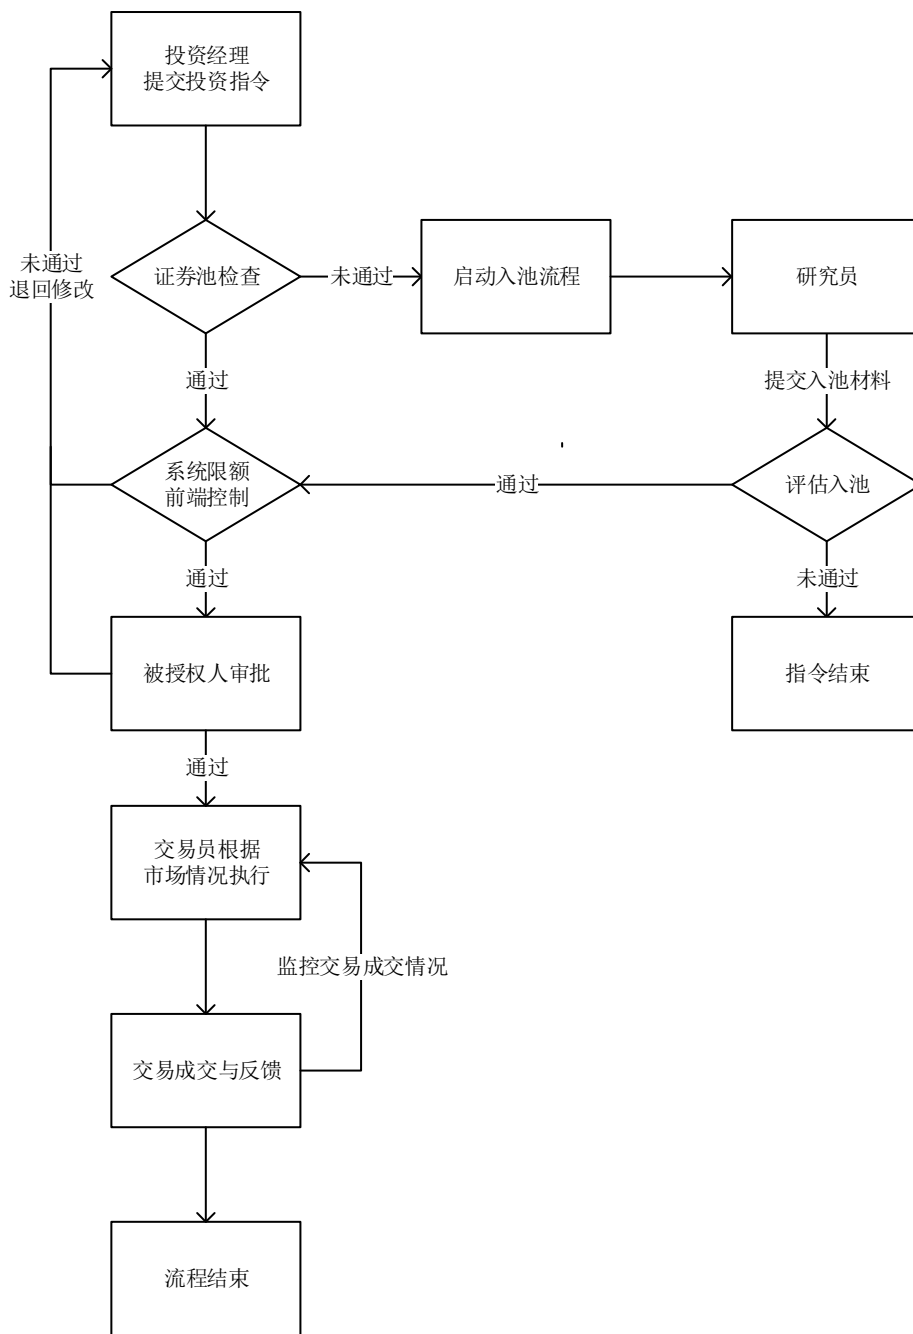 投资经理
提交投资指令
未通过
退回修改
证券池检查
未通过
启动入池流程
研究员
通过
提交入池材料
系统限额
前端控制
通过
评估入池
通过
未通过
被授权人审批
指令结束
通过
交易员根据
市场情况执行
监控交易成交情况
交易成交与反馈
流程结束